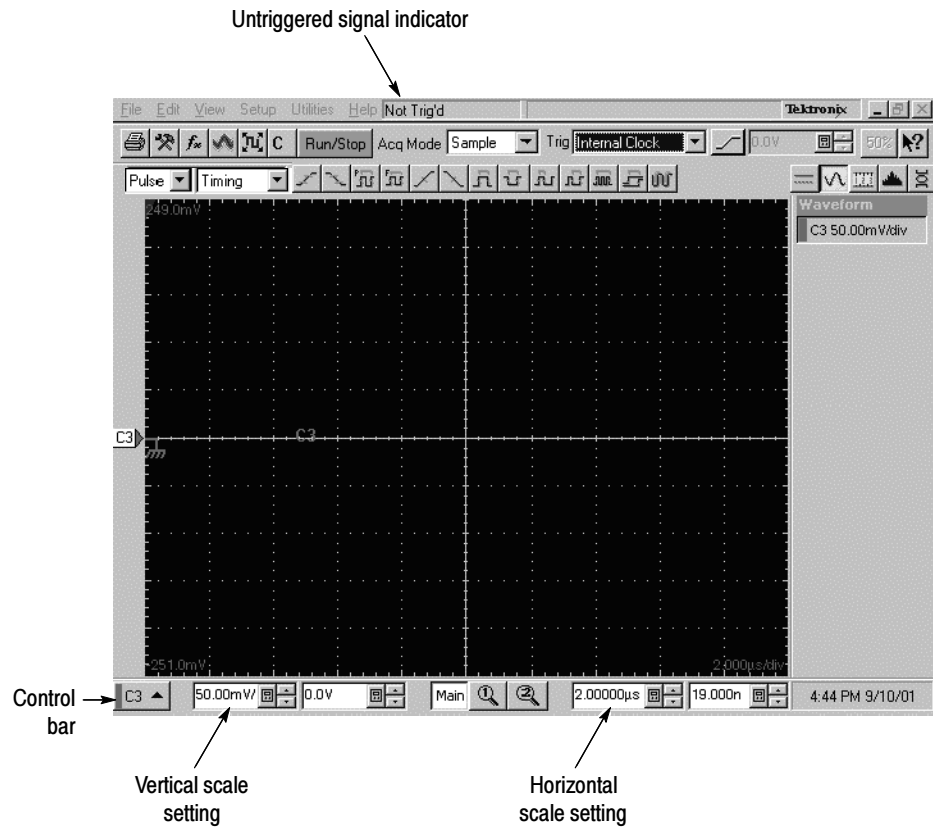 Untriggered signal indicator
File Edit View Setup Utilities Help Not Trig'd Tektronix
C Run/Stop Acq Mode Sample Trig Internal Clock 0.0V 50%
Pulse Timing
249.0mV
Waveform
C3 50.00mV/div
C3 C3
-251.0mV 2.000µs/div
C3 50.00mV/ 0.0V Main 1 2 2.00000µs 19.000n 4:44 PM 9/10/01
Control
bar
Vertical scale
setting
Horizontal
scale setting